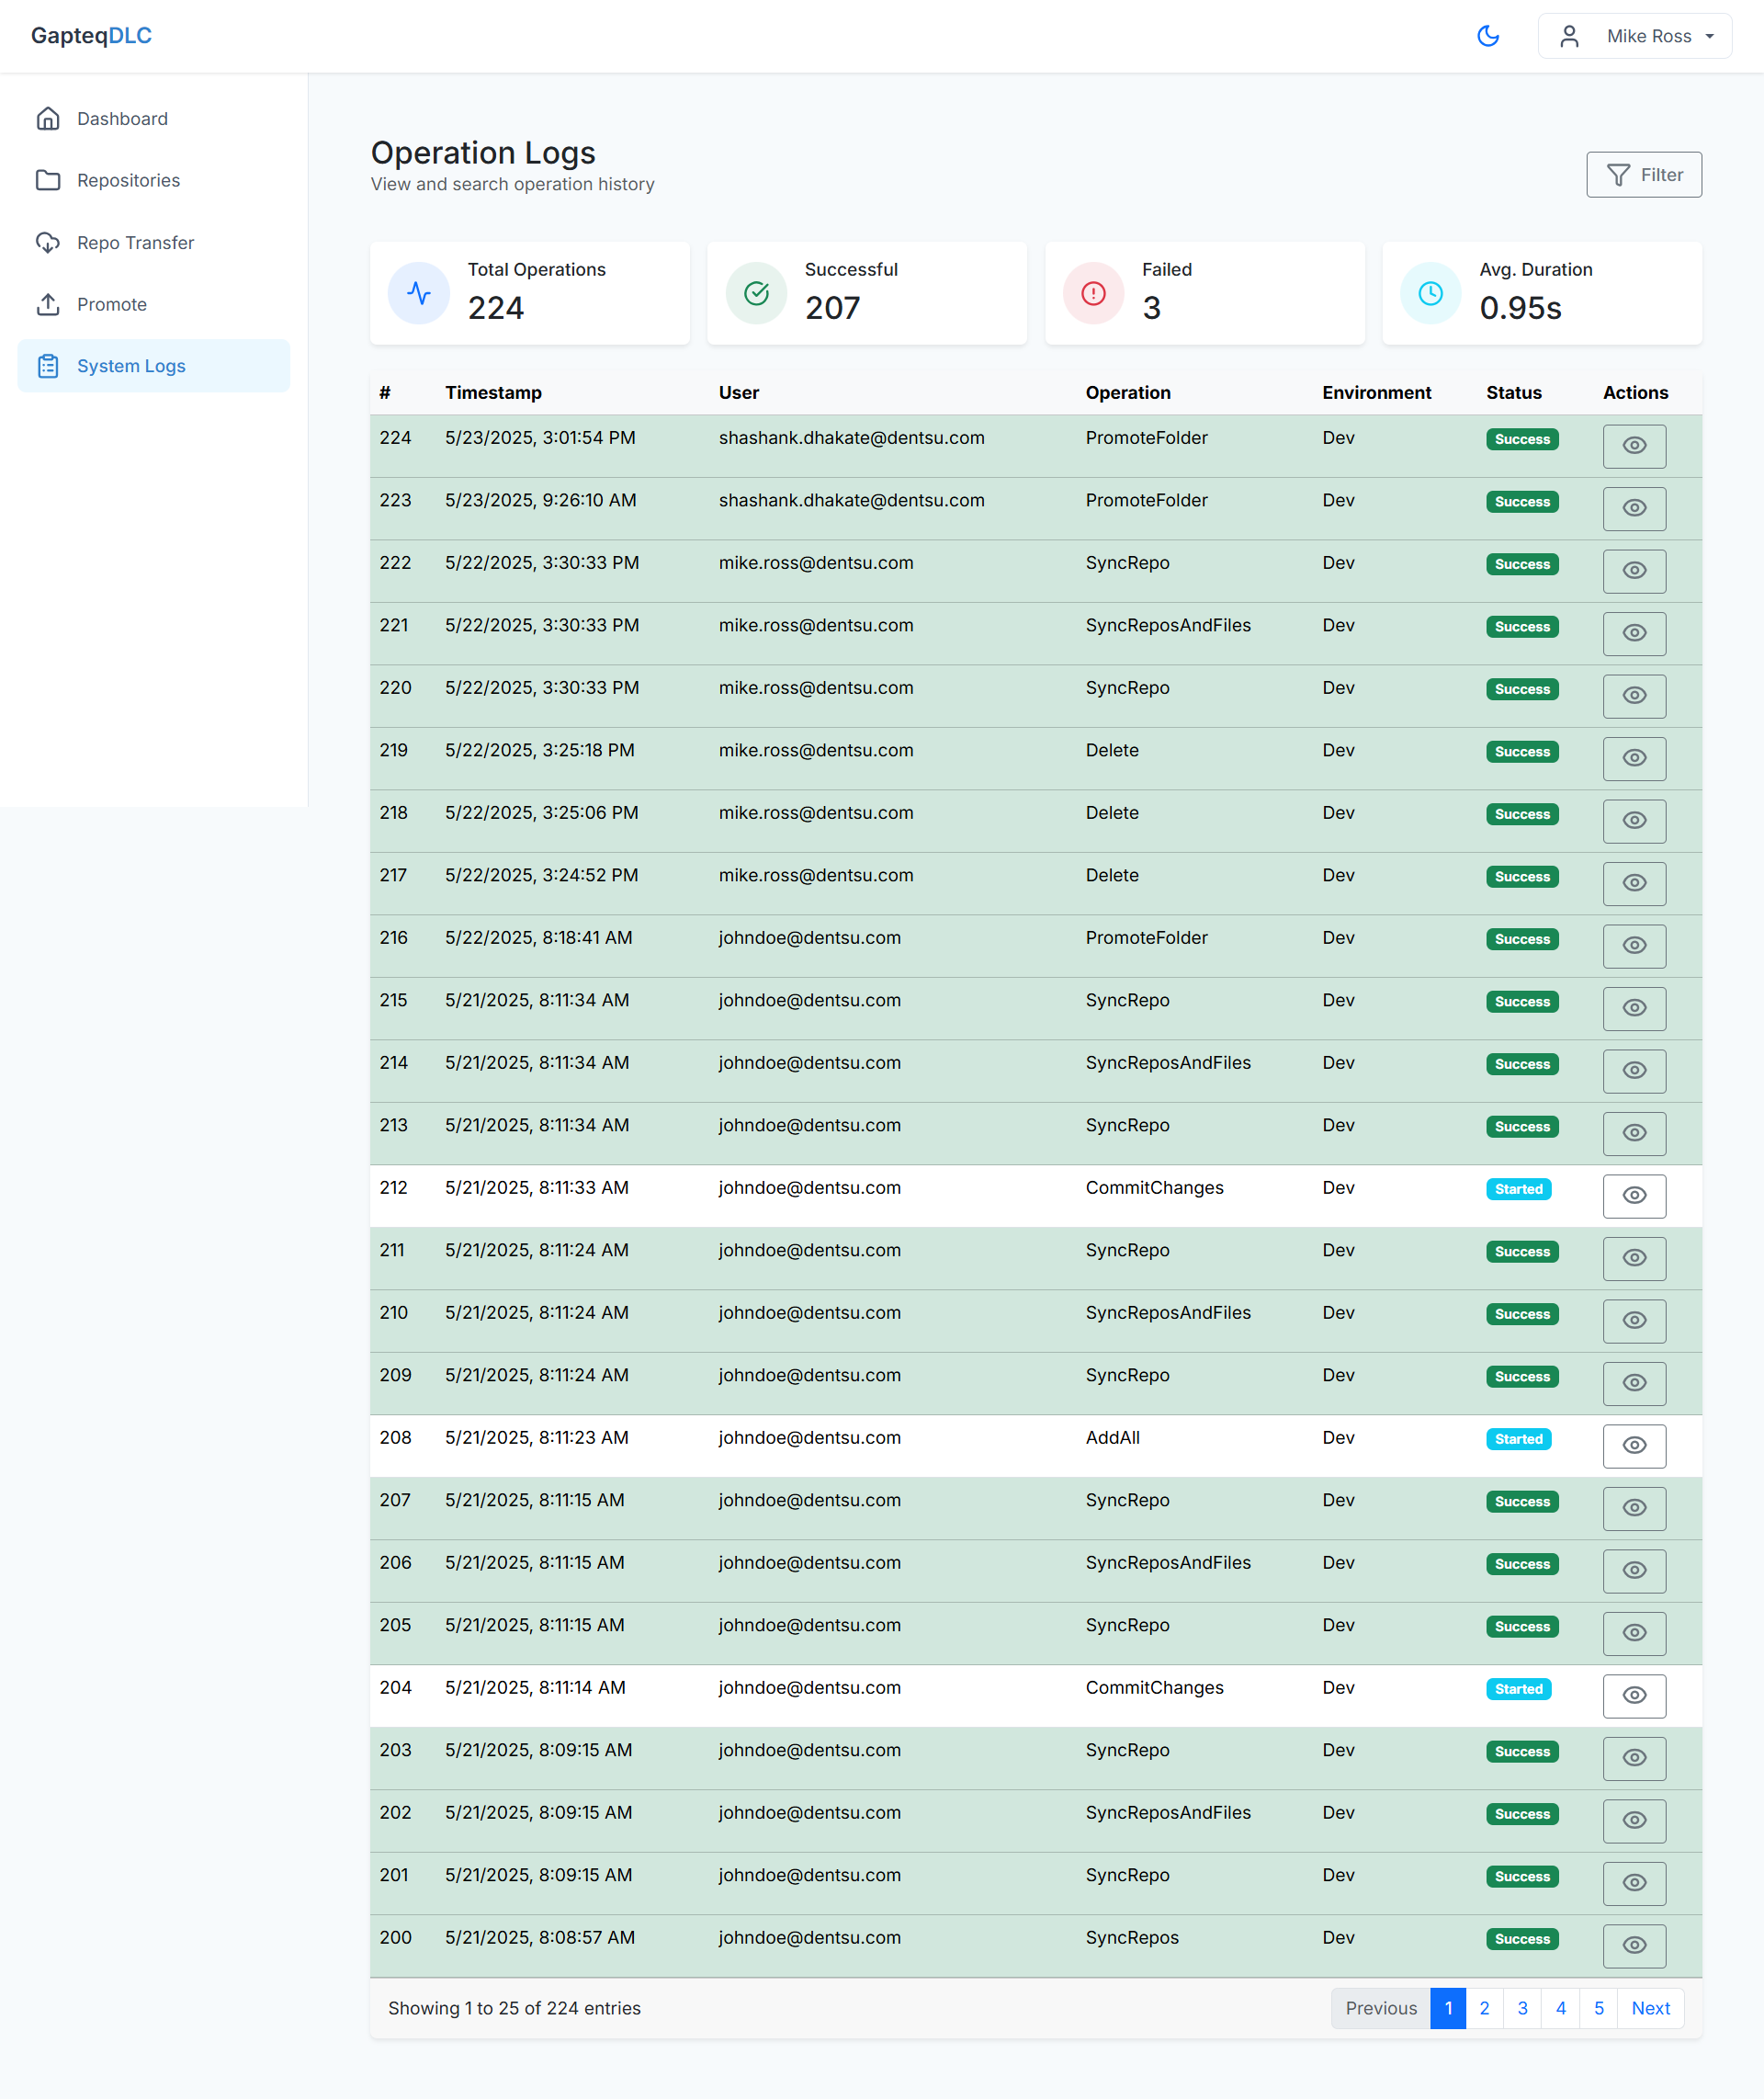 GapteqDLC
Mike Ross
Dashboard
Repositories
Repo Transfer
Promote
System Logs
Operation Logs
View and search operation history
Filter
Total Operations
224
Successful
207
Failed
3
Avg. Duration
0.95s
# Timestamp User Operation Environment Status Actions
224 5/23/2025, 3:01:54 PM shashank.dhakate@dentsu.com PromoteFolder Dev Success
223 5/23/2025, 9:26:10 AM shashank.dhakate@dentsu.com PromoteFolder Dev Success
222 5/22/2025, 3:30:33 PM mike.ross@dentsu.com SyncRepo Dev Success
221 5/22/2025, 3:30:33 PM mike.ross@dentsu.com SyncReposAndFiles Dev Success
220 5/22/2025, 3:30:33 PM mike.ross@dentsu.com SyncRepo Dev Success
219 5/22/2025, 3:25:18 PM mike.ross@dentsu.com Delete Dev Success
218 5/22/2025, 3:25:06 PM mike.ross@dentsu.com Delete Dev Success
217 5/22/2025, 3:24:52 PM mike.ross@dentsu.com Delete Dev Success
216 5/22/2025, 8:18:41 AM johndoe@dentsu.com PromoteFolder Dev Success
215 5/21/2025, 8:11:34 AM johndoe@dentsu.com SyncRepo Dev Success
214 5/21/2025, 8:11:34 AM johndoe@dentsu.com SyncReposAndFiles Dev Success
213 5/21/2025, 8:11:34 AM johndoe@dentsu.com SyncRepo Dev Success
212 5/21/2025, 8:11:33 AM johndoe@dentsu.com CommitChanges Dev Started
211 5/21/2025, 8:11:24 AM johndoe@dentsu.com SyncRepo Dev Success
210 5/21/2025, 8:11:24 AM johndoe@dentsu.com SyncReposAndFiles Dev Success
209 5/21/2025, 8:11:24 AM johndoe@dentsu.com SyncRepo Dev Success
208 5/21/2025, 8:11:23 AM johndoe@dentsu.com AddAll Dev Started
207 5/21/2025, 8:11:15 AM johndoe@dentsu.com SyncRepo Dev Success
206 5/21/2025, 8:11:15 AM johndoe@dentsu.com SyncReposAndFiles Dev Success
205 5/21/2025, 8:11:15 AM johndoe@dentsu.com SyncRepo Dev Success
204 5/21/2025, 8:11:14 AM johndoe@dentsu.com CommitChanges Dev Started
203 5/21/2025, 8:09:15 AM johndoe@dentsu.com SyncRepo Dev Success
202 5/21/2025, 8:09:15 AM johndoe@dentsu.com SyncReposAndFiles Dev Success
201 5/21/2025, 8:09:15 AM johndoe@dentsu.com SyncRepo Dev Success
200 5/21/2025, 8:08:57 AM johndoe@dentsu.com SyncRepos Dev Success
Showing 1 to 25 of 224 entries
Previous 1 2 3 4 5 Next